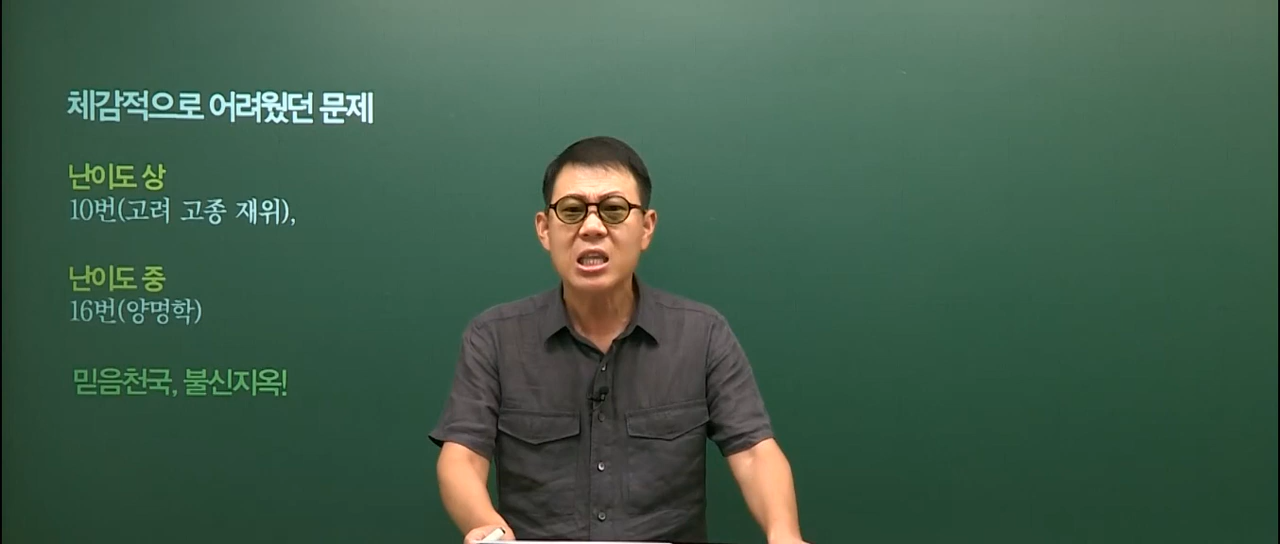 체감적으로 어려웠던 문제
난이도 상
10번(고려 고종 재위),
난이도 중
16번(양명학)
믿음천국, 불신지옥!